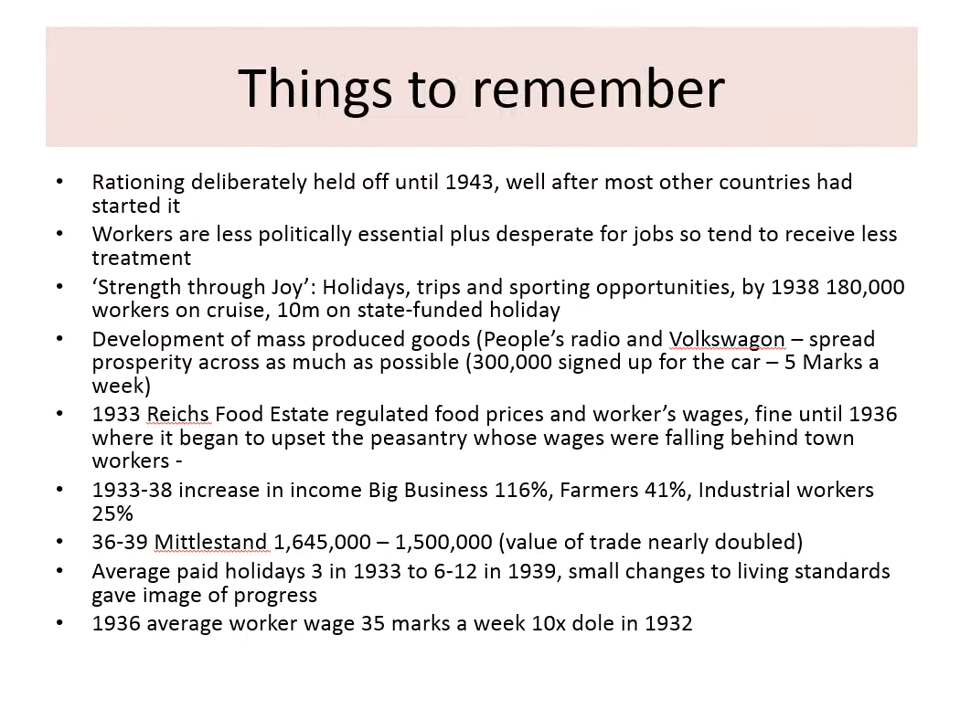 Things to remember
• Rationing deliberately held off until 1943, well after most other countries had
started it
• Workers are less politically essential plus desperate for jobs so tend to receive less
treatment
• ‘Strength through Joy’: Holidays, trips and sporting opportunities, by 1938 180,000
workers on cruise, 10m on state-funded holiday
• Development of mass produced goods (People’s radio and Volkswagon – spread
prosperity across as much as possible (300,000 signed up for the car – 5 Marks a
week)
• 1933 Reichs Food Estate regulated food prices and worker’s wages, fine until 1936
where it began to upset the peasantry whose wages were falling behind town
workers -
• 1933-38 increase in income Big Business 116%, Farmers 41%, Industrial workers
25%
• 36-39 Mittlestand 1,645,000 – 1,500,000 (value of trade nearly doubled)
• Average paid holidays 3 in 1933 to 6-12 in 1939, small changes to living standards
gave image of progress
• 1936 average worker wage 35 marks a week 10x dole in 1932